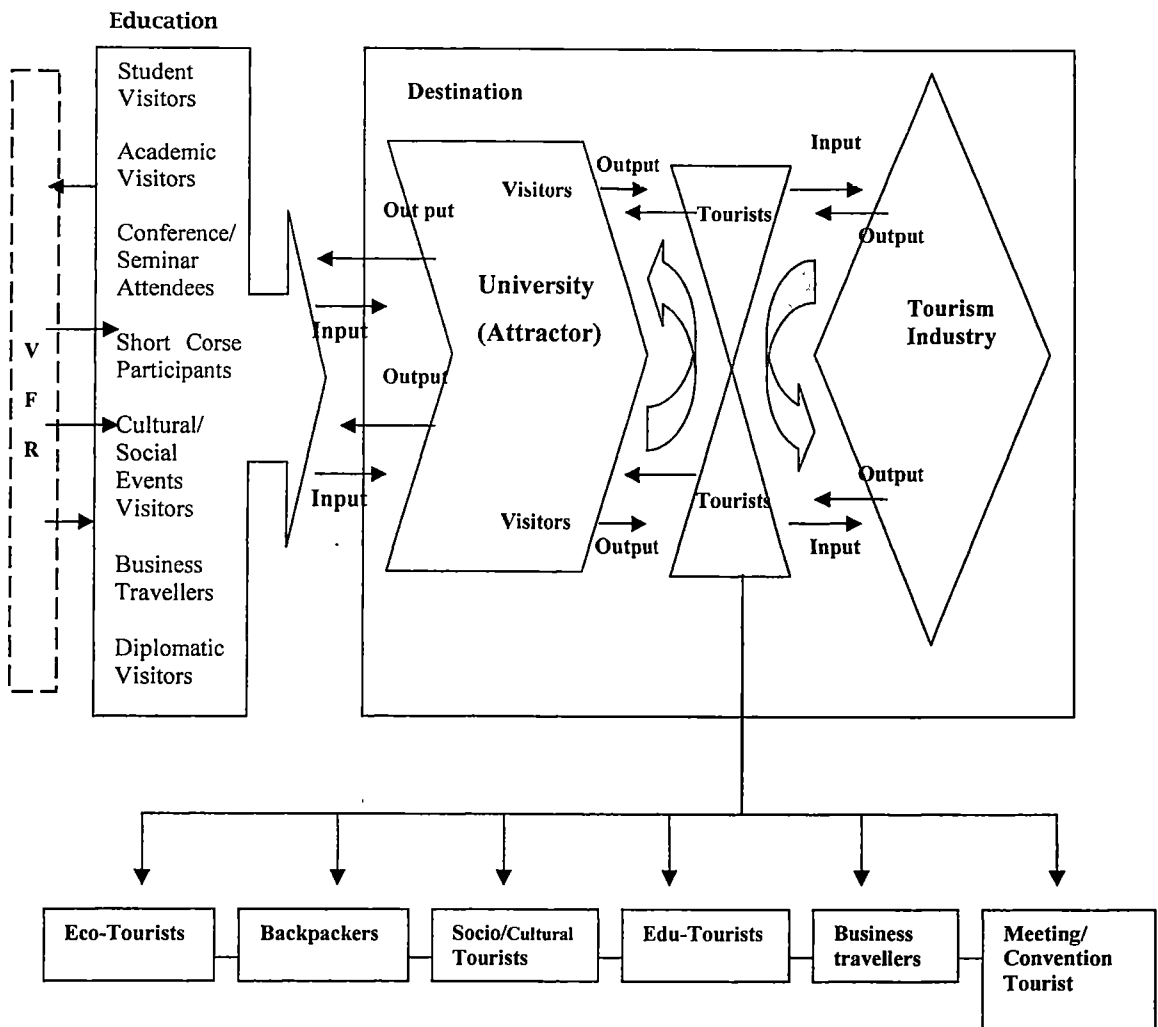 Education
Student
Visitors
Academic
Visitors
Conference/
Seminar
Attendees
Short Corse
Participants
Cultural/
Social
Events
Visitors
Business
Travellers
Diplomatic
Visitors
V
F
R
Input
Input
Destination
Out put
Output
University
(Attractor)
Visitors
Visitors
Output
Output
Tourists
Tourists
Input
Output
Output
Input
Tourism
Industry
Eco-Tourists
Backpackers
Socio/Cultural
Tourists
Edu-Tourists
Business
travellers
Meeting/
Convention
Tourist